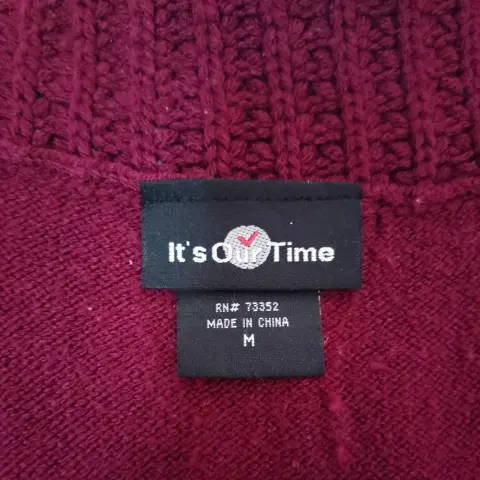 It's Our Time
RN# 73352
MADE IN CHINA
M